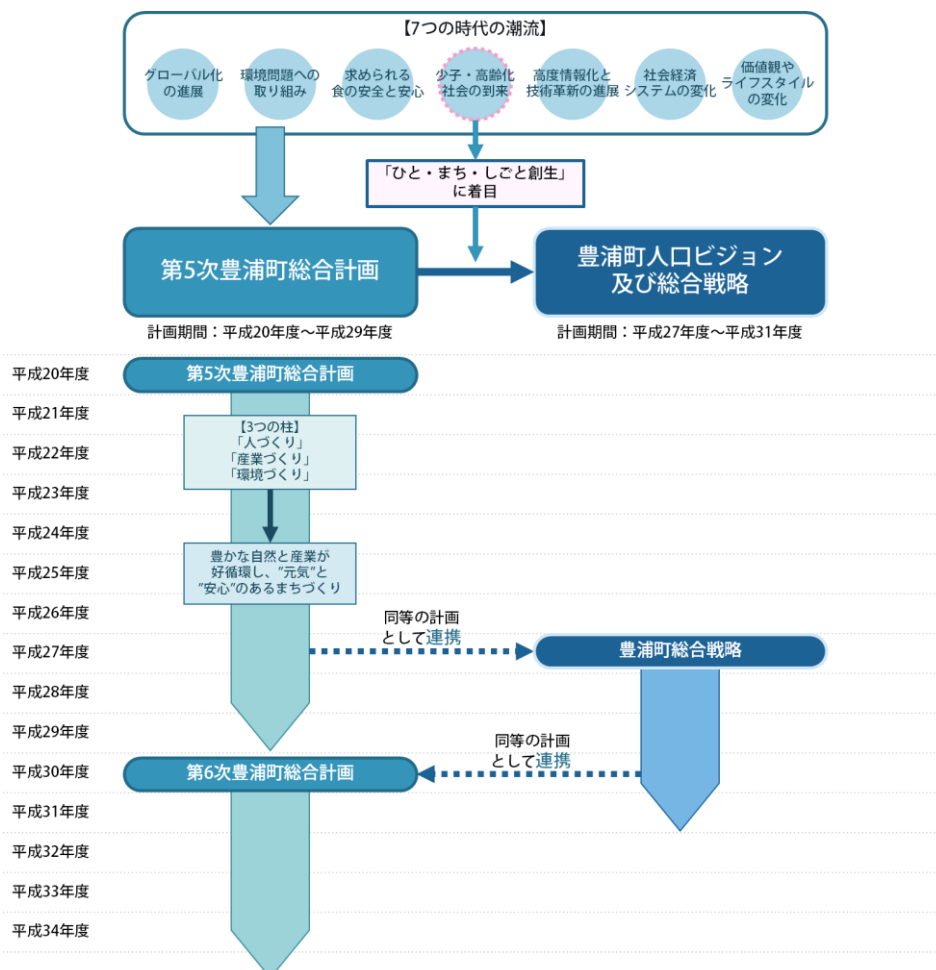 【7つの時代の潮流】
グローバル化
の進展
環境問題への
取り組み
求められる
食の安全と安心
少子・高齢化
社会の到来
高度情報化と
技術革新の進展
社会経済
システムの変化
価値観や
ライフスタイル
の変化
「ひと・まち・しごと創生」
に着目
第5次豊浦町総合計画
豊浦町人口ビジョン
及び総合戦略
計画期間：平成20年度～平成29年度
計画期間：平成27年度～平成31年度
平成20年度
第5次豊浦町総合計画
平成21年度
【3つの柱】
「人づくり」
「産業づくり」
「環境づくり」
平成22年度
平成23年度
平成24年度
豊かな自然と産業が
好循環し、”元気”と
”安心”のあるまちづくり
平成25年度
平成26年度
同等の計画
として連携
平成27年度
豊浦町総合戦略
平成28年度
平成29年度
同等の計画
として連携
平成30年度
第6次豊浦町総合計画
平成31年度
平成32年度
平成33年度
平成34年度